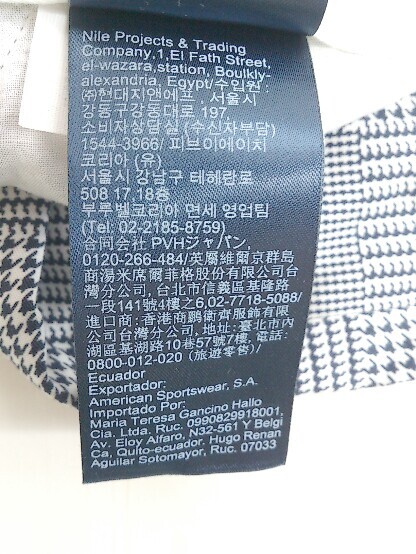 Nile Projects & Trading
Company,1,El Fath Street,
el-wazara,station, Boulkly-
alexandria, Egypt/수입원 :
㈜현대지앤에프, 서울시
강동구강동대로 197
소비자상담실 (수신자부담)
1544-3966/ 피브이에이치
코리아 (유)
서울시 강남구 테헤란로
508 17 18층
부루벨코리아 면세 영업팀
(Tel: 02-2185-8759)
合同会社 PVHジャパン,
0120-266-484/英屬維爾京群島
商湯米席爾菲格股份有限公司台
灣分公司, 台北市信義區基隆路
一段141號4樓之6,02-7718-5088/
進口商:香港商鵬衛齊服飾有限公
司台灣分公司, 地址:臺北市內
湖區基湖路10巷57號7樓, 電話:
0800-012-020 (旅遊零售)/
Ecuador
Exportador:
American Sportswear, S.A.
Importado Por:
Maria Teresa Gancino Hallo
Cia. Ltda. Ruc. 0990829918001,
Av. Eloy Alfaro, N32-561 Y Belgi
Ca, Quito-ecuador. Hugo Renan
Aguilar Sotomayor, Ruc. 07033